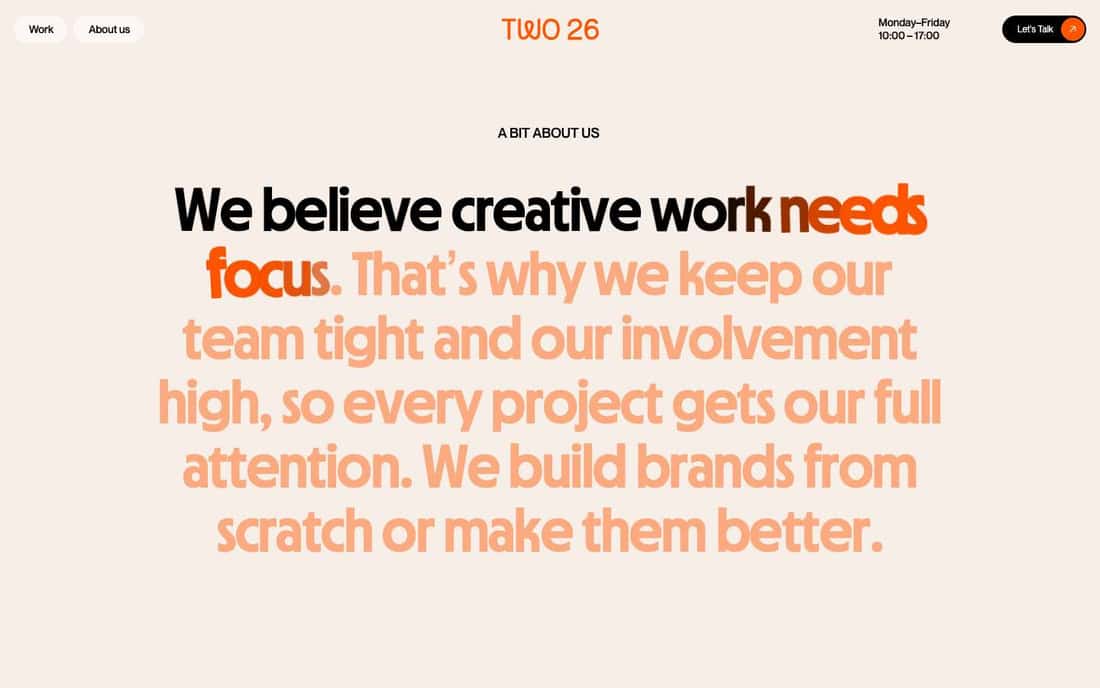 Work
About us
TWO 26
Monday–Friday
10:00 – 17:00
Let's Talk
A BIT ABOUT US
We believe creative work needs
focus. That’s why we keep our
team tight and our involvement
high, so every project gets our full
attention. We build brands from
scratch or make them better.